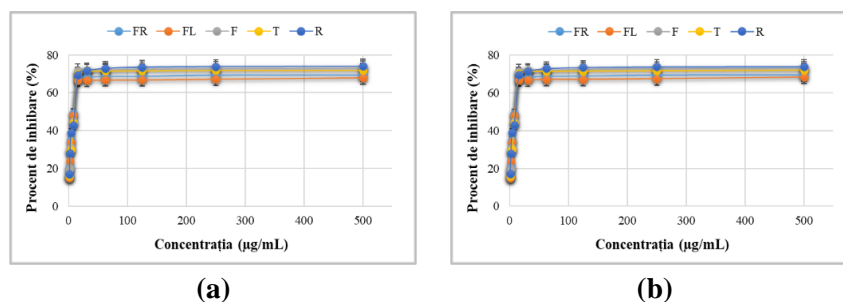 FR FL F T R
80
60
40
20
0
Procent de inhibare (%)
0 100 200 300 400 500
Concentrația (µg/mL)
(a)
FR FL F T R
80
60
40
20
0
Procent de inhibare (%)
0 100 200 300 400 500
Concentrația (µg/mL)
(b)